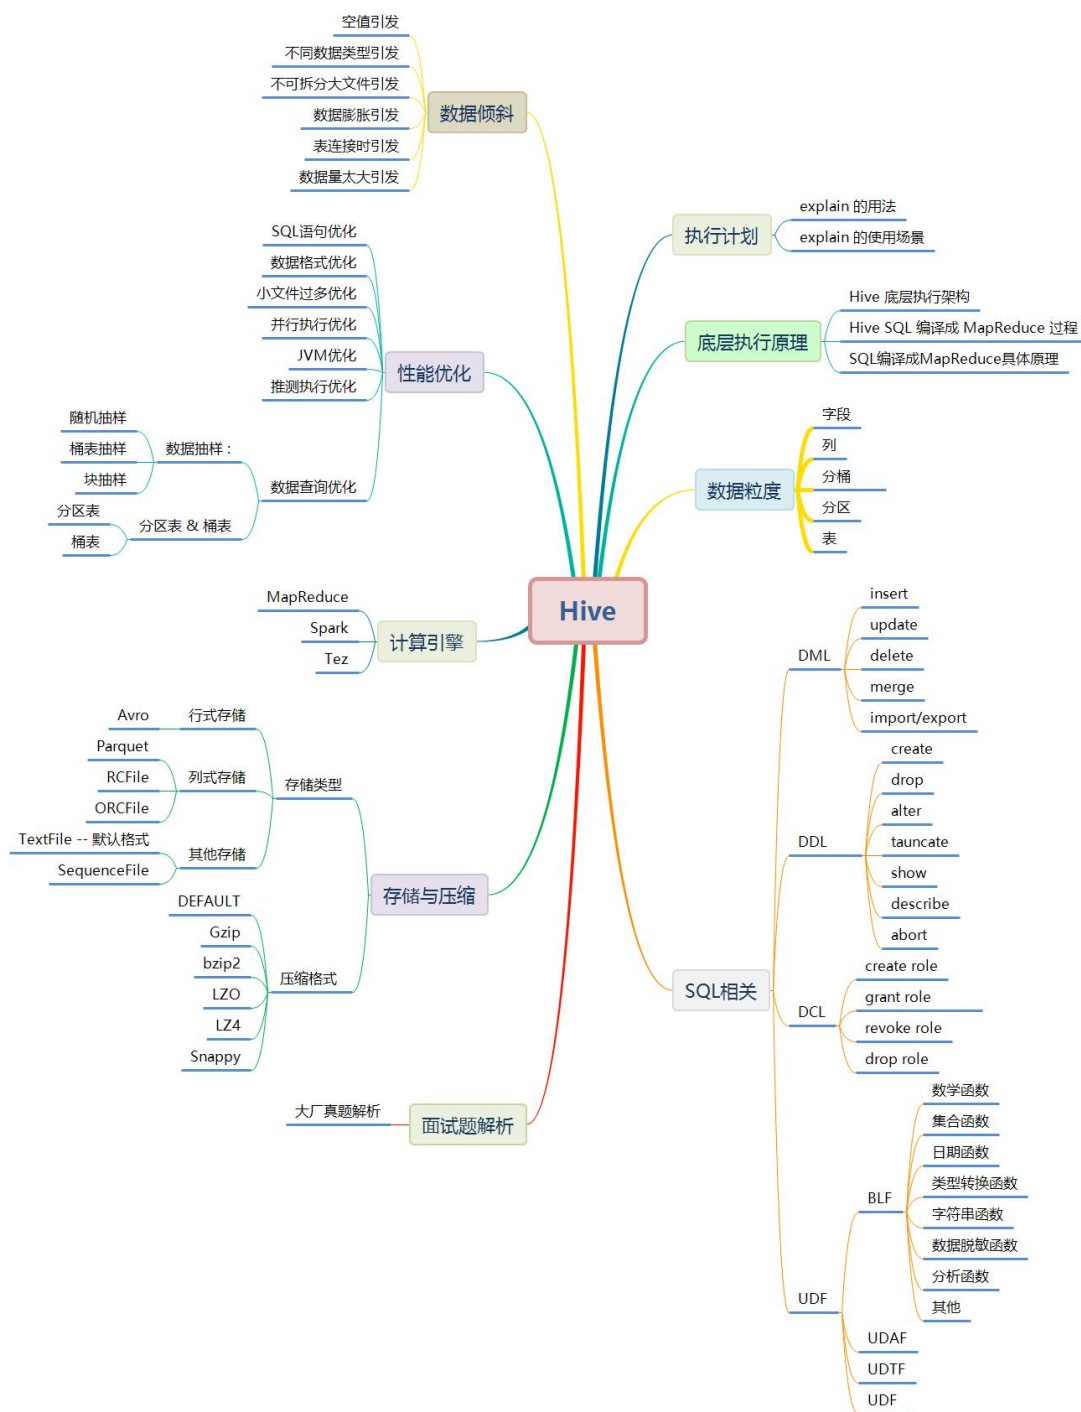 空值引发
不同数据类型引发
不可拆分大文件引发
数据膨胀引发
表连接时引发
数据量太大引发
数据倾斜
SQL语句优化
数据格式优化
小文件过多优化
并行执行优化
JVM优化
推测执行优化
性能优化
随机抽样
桶表抽样
块抽样
数据抽样：
数据查询优化
分区表
桶表
分区表 & 桶表
MapReduce
Spark
Tez
计算引擎
Avro
行式存储
Parquet
RCFile
ORCFile
列式存储
存储类型
TextFile -- 默认格式
SequenceFile
其他存储
存储与压缩
DEFAULT
Gzip
bzip2
LZO
LZ4
Snappy
压缩格式
大厂真题解析
面试题解析
Hive
执行计划
explain 的用法
explain 的使用场景
底层执行原理
Hive 底层执行架构
Hive SQL 编译成 MapReduce 过程
SQL编译成MapReduce具体原理
数据粒度
字段
列
分桶
分区
表
SQL相关
DML
insert
update
delete
merge
import/export
DDL
create
drop
alter
tauncate
show
describe
abort
DCL
create role
grant role
revoke role
drop role
UDF
BLF
数学函数
集合函数
日期函数
类型转换函数
字符串函数
数据脱敏函数
分析函数
其他
UDAF
UDTF
UDF